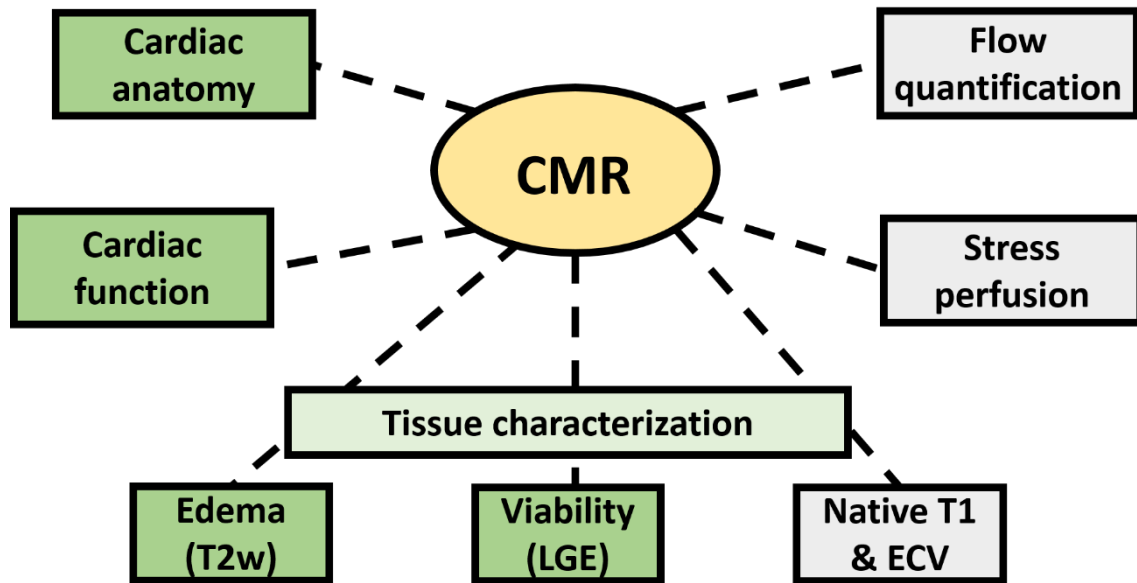 Cardiac
anatomy
Flow
quantification
CMR
Cardiac
function
Stress
perfusion
Tissue characterization
Edema
(T2w)
Viability
(LGE)
Native T1
& ECV